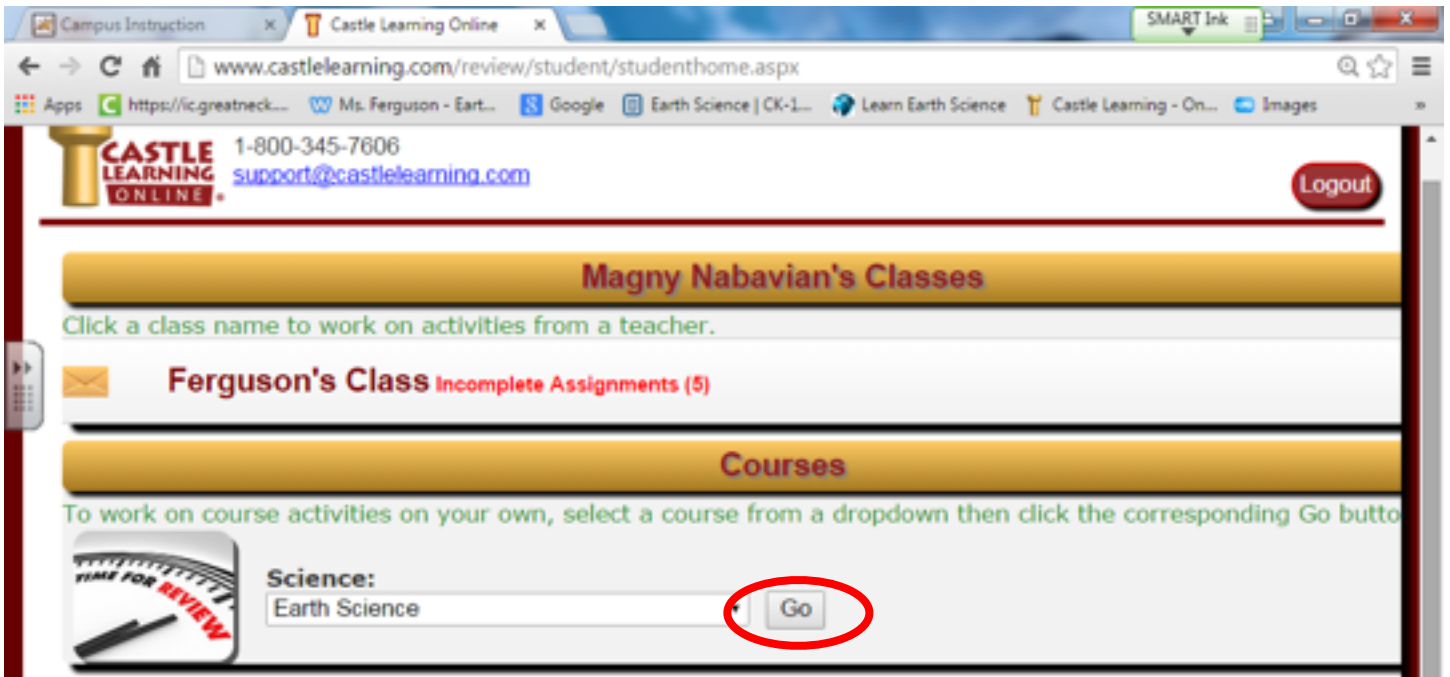 SMART Ink
Campus Instruction
Castle Learning Online
www.castlelearning.com/review/student/studenthome.aspx
Apps https://ic.greatneck.... Ms. Ferguson - Eart... Google Earth Science | CK-1... Learn Earth Science Castle Learning - On... Images
CASTLE
LEARNING
ONLINE
1-800-345-7606
support@castlelearning.com
Logout
Magny Nabavian's Classes
Click a class name to work on activities from a teacher.
Ferguson's Class Incomplete Assignments (5)
Courses
To work on course activities on your own, select a course from a dropdown then click the corresponding Go butto
TIME FOR REVIEW
Science:
Earth Science
Go